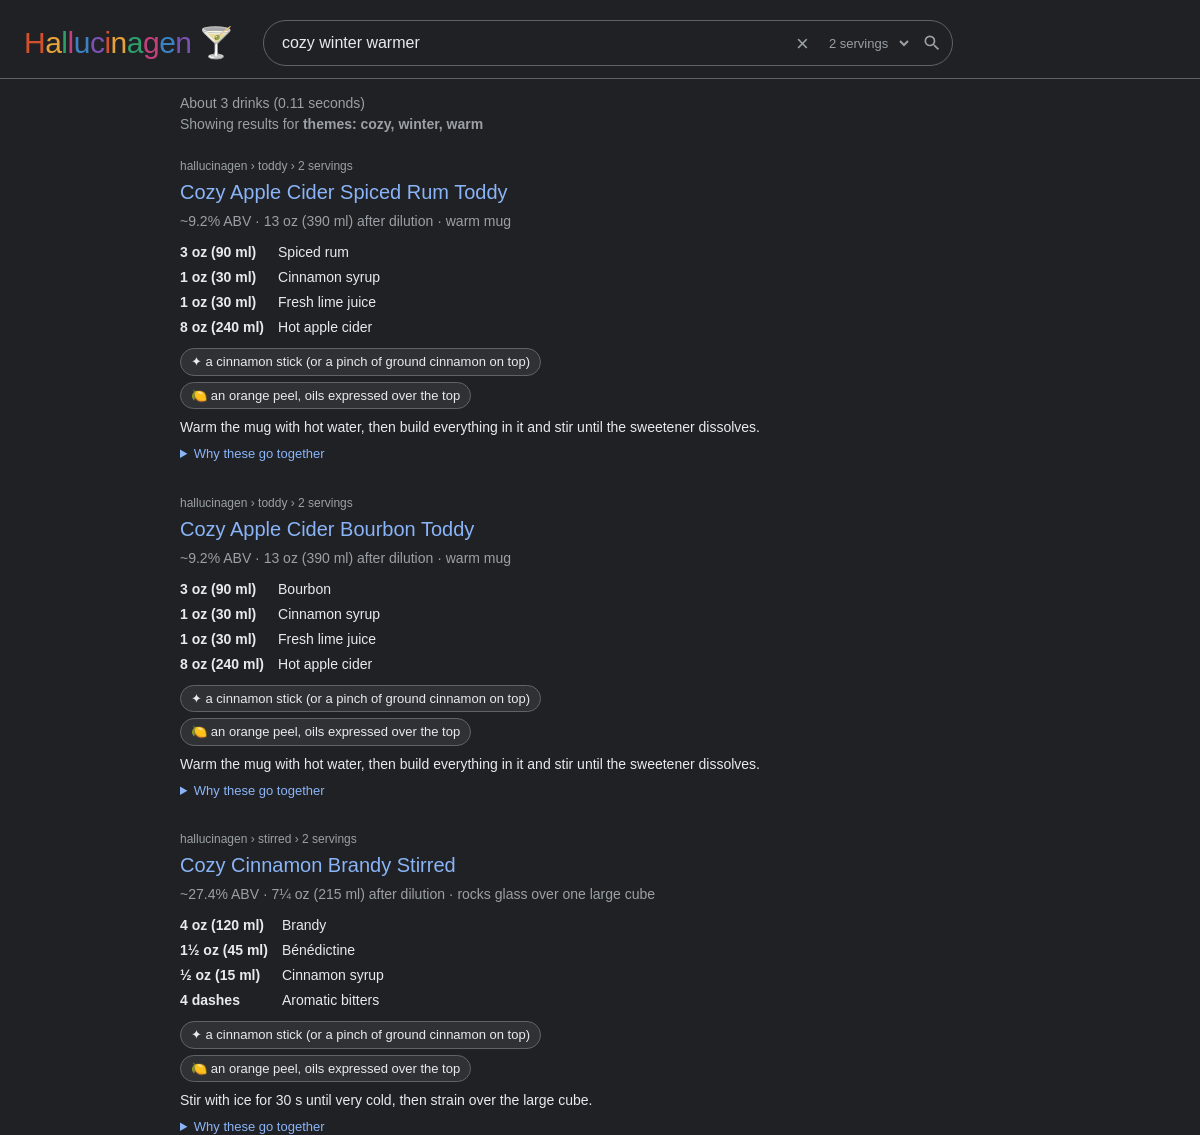 Hallucinagen
cozy winter warmer
2 servings
About 3 drinks (0.11 seconds)
Showing results for themes: cozy, winter, warm
hallucinagen › toddy › 2 servings
Cozy Apple Cider Spiced Rum Toddy
~9.2% ABV · 13 oz (390 ml) after dilution · warm mug
3 oz (90 ml) Spiced rum
1 oz (30 ml) Cinnamon syrup
1 oz (30 ml) Fresh lime juice
8 oz (240 ml) Hot apple cider
✦ a cinnamon stick (or a pinch of ground cinnamon on top)
🍋 an orange peel, oils expressed over the top
Warm the mug with hot water, then build everything in it and stir until the sweetener dissolves.
Why these go together
hallucinagen › toddy › 2 servings
Cozy Apple Cider Bourbon Toddy
~9.2% ABV · 13 oz (390 ml) after dilution · warm mug
3 oz (90 ml) Bourbon
1 oz (30 ml) Cinnamon syrup
1 oz (30 ml) Fresh lime juice
8 oz (240 ml) Hot apple cider
✦ a cinnamon stick (or a pinch of ground cinnamon on top)
🍋 an orange peel, oils expressed over the top
Warm the mug with hot water, then build everything in it and stir until the sweetener dissolves.
Why these go together
hallucinagen › stirred › 2 servings
Cozy Cinnamon Brandy Stirred
~27.4% ABV · 7¼ oz (215 ml) after dilution · rocks glass over one large cube
4 oz (120 ml) Brandy
1½ oz (45 ml) Bénédictine
½ oz (15 ml) Cinnamon syrup
4 dashes Aromatic bitters
✦ a cinnamon stick (or a pinch of ground cinnamon on top)
🍋 an orange peel, oils expressed over the top
Stir with ice for 30 s until very cold, then strain over the large cube.
Why these go together